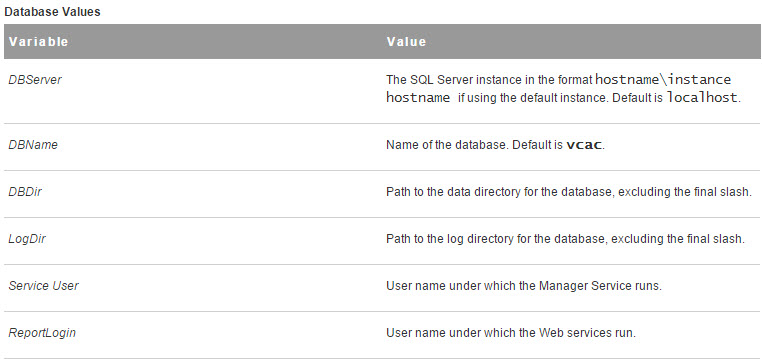 Database Values
Variable Value
DBServer The SQL Server instance in the format hostname\instance
hostname if using the default instance. Default is localhost.
DBName Name of the database. Default is vcac.
DBDir Path to the data directory for the database, excluding the final slash.
LogDir Path to the log directory for the database, excluding the final slash.
Service User User name under which the Manager Service runs.
ReportLogin User name under which the Web services run.